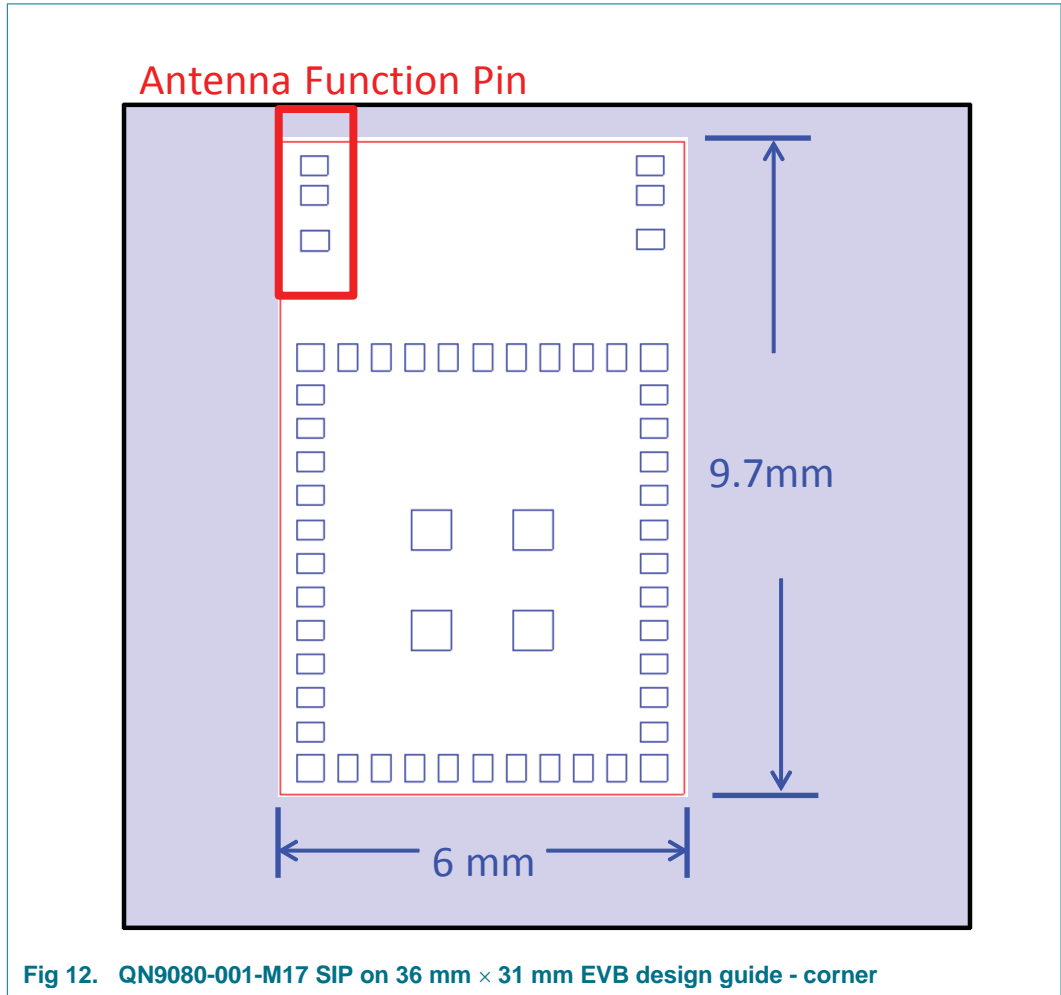 Antenna Function Pin
9.7mm
6 mm
Fig 12. QN9080-001-M17 SIP on 36 mm × 31 mm EVB design guide - corner